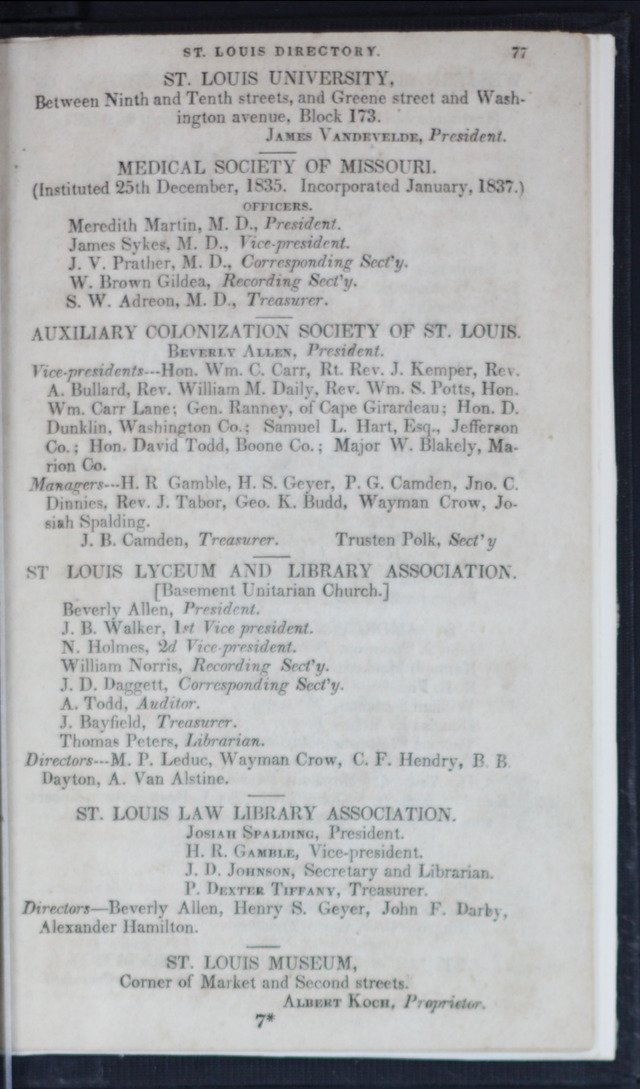 ST. LOUIS DIRECTORY. 77
ST. LOUIS UNIVERSITY,
Between Ninth and Tenth streets, and Greene street and Wash-
ington avenue, Block 173.
JAMES VANDEVELDE, President.
MEDICAL SOCIETY OF MISSOURI.
(Instituted 25th December, 1835. Incorporated January, 1837.)
OFFICERS.
Meredith Martin, M. D., President.
James Sykes, M. D., Vice-president.
J. V. Prather, M. D., Corresponding Sect'y.
W. Brown Gildea, Recording Sect'y.
S. W. Adreon, M. D., Treasurer.
AUXILIARY COLONIZATION SOCIETY OF ST. LOUIS.
BEVERLY ALLEN, President.
Vice-presidents---Hon. Wm. C. Carr, Rt. Rev. J. Kemper, Rev.
A. Bullard, Rev. William M. Daily, Rev. Wm. S. Potts, Hon.
Wm. Carr Lane; Gen. Ranney, of Cape Girardeau; Hon. D.
Dunklin, Washington Co.; Samuel L. Hart, Esq., Jefferson
Co.; Hon. David Todd, Boone Co.; Major W. Blakely, Ma-
rion Co.
Managers---H. R Gamble, H. S. Geyer, P. G. Camden, Jno. C.
Dinnies, Rev. J. Tabor, Geo. K. Budd, Wayman Crow, Jo-
siah Spalding.
J. B. Camden, Treasurer. Trusten Polk, Sect'y
ST LOUIS LYCEUM AND LIBRARY ASSOCIATION.
[Basement Unitarian Church.]
Beverly Allen, President.
J. B. Walker, 1st Vice president.
N. Holmes, 2d Vice-president.
William Norris, Recording Sect'y.
J. D. Daggett, Corresponding Sect'y.
A. Todd, Auditor.
J. Bayfield, Treasurer.
Thomas Peters, Librarian.
Directors---M. P. Leduc, Wayman Crow, C. F. Hendry, B. B.
Dayton, A. Van Alstine.
ST. LOUIS LAW LIBRARY ASSOCIATION.
JOSIAH SPALDING, President.
H. R. GAMBLE, Vice-president.
J. D. JOHNSON, Secretary and Librarian.
P. DEXTER TIFFANY, Treasurer.
Directors—Beverly Allen, Henry S. Geyer, John F. Darby,
Alexander Hamilton.
ST. LOUIS MUSEUM,
Corner of Market and Second streets.
ALBERT KOCH, Proprietor.
7*